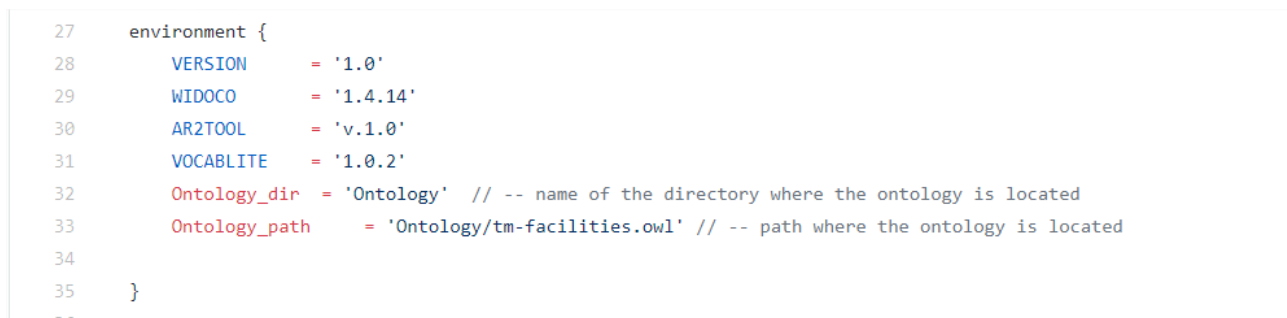 27 environment {
28 VERSION = '1.0'
29 WIDOCO = '1.4.14'
30 AR2TOOL = 'v.1.0'
31 VOCABLITE = '1.0.2'
32 Ontology_dir = 'Ontology' // -- name of the directory where the ontology is located
33 Ontology_path = 'Ontology/tm-facilities.owl' // -- path where the ontology is located
34
35 }